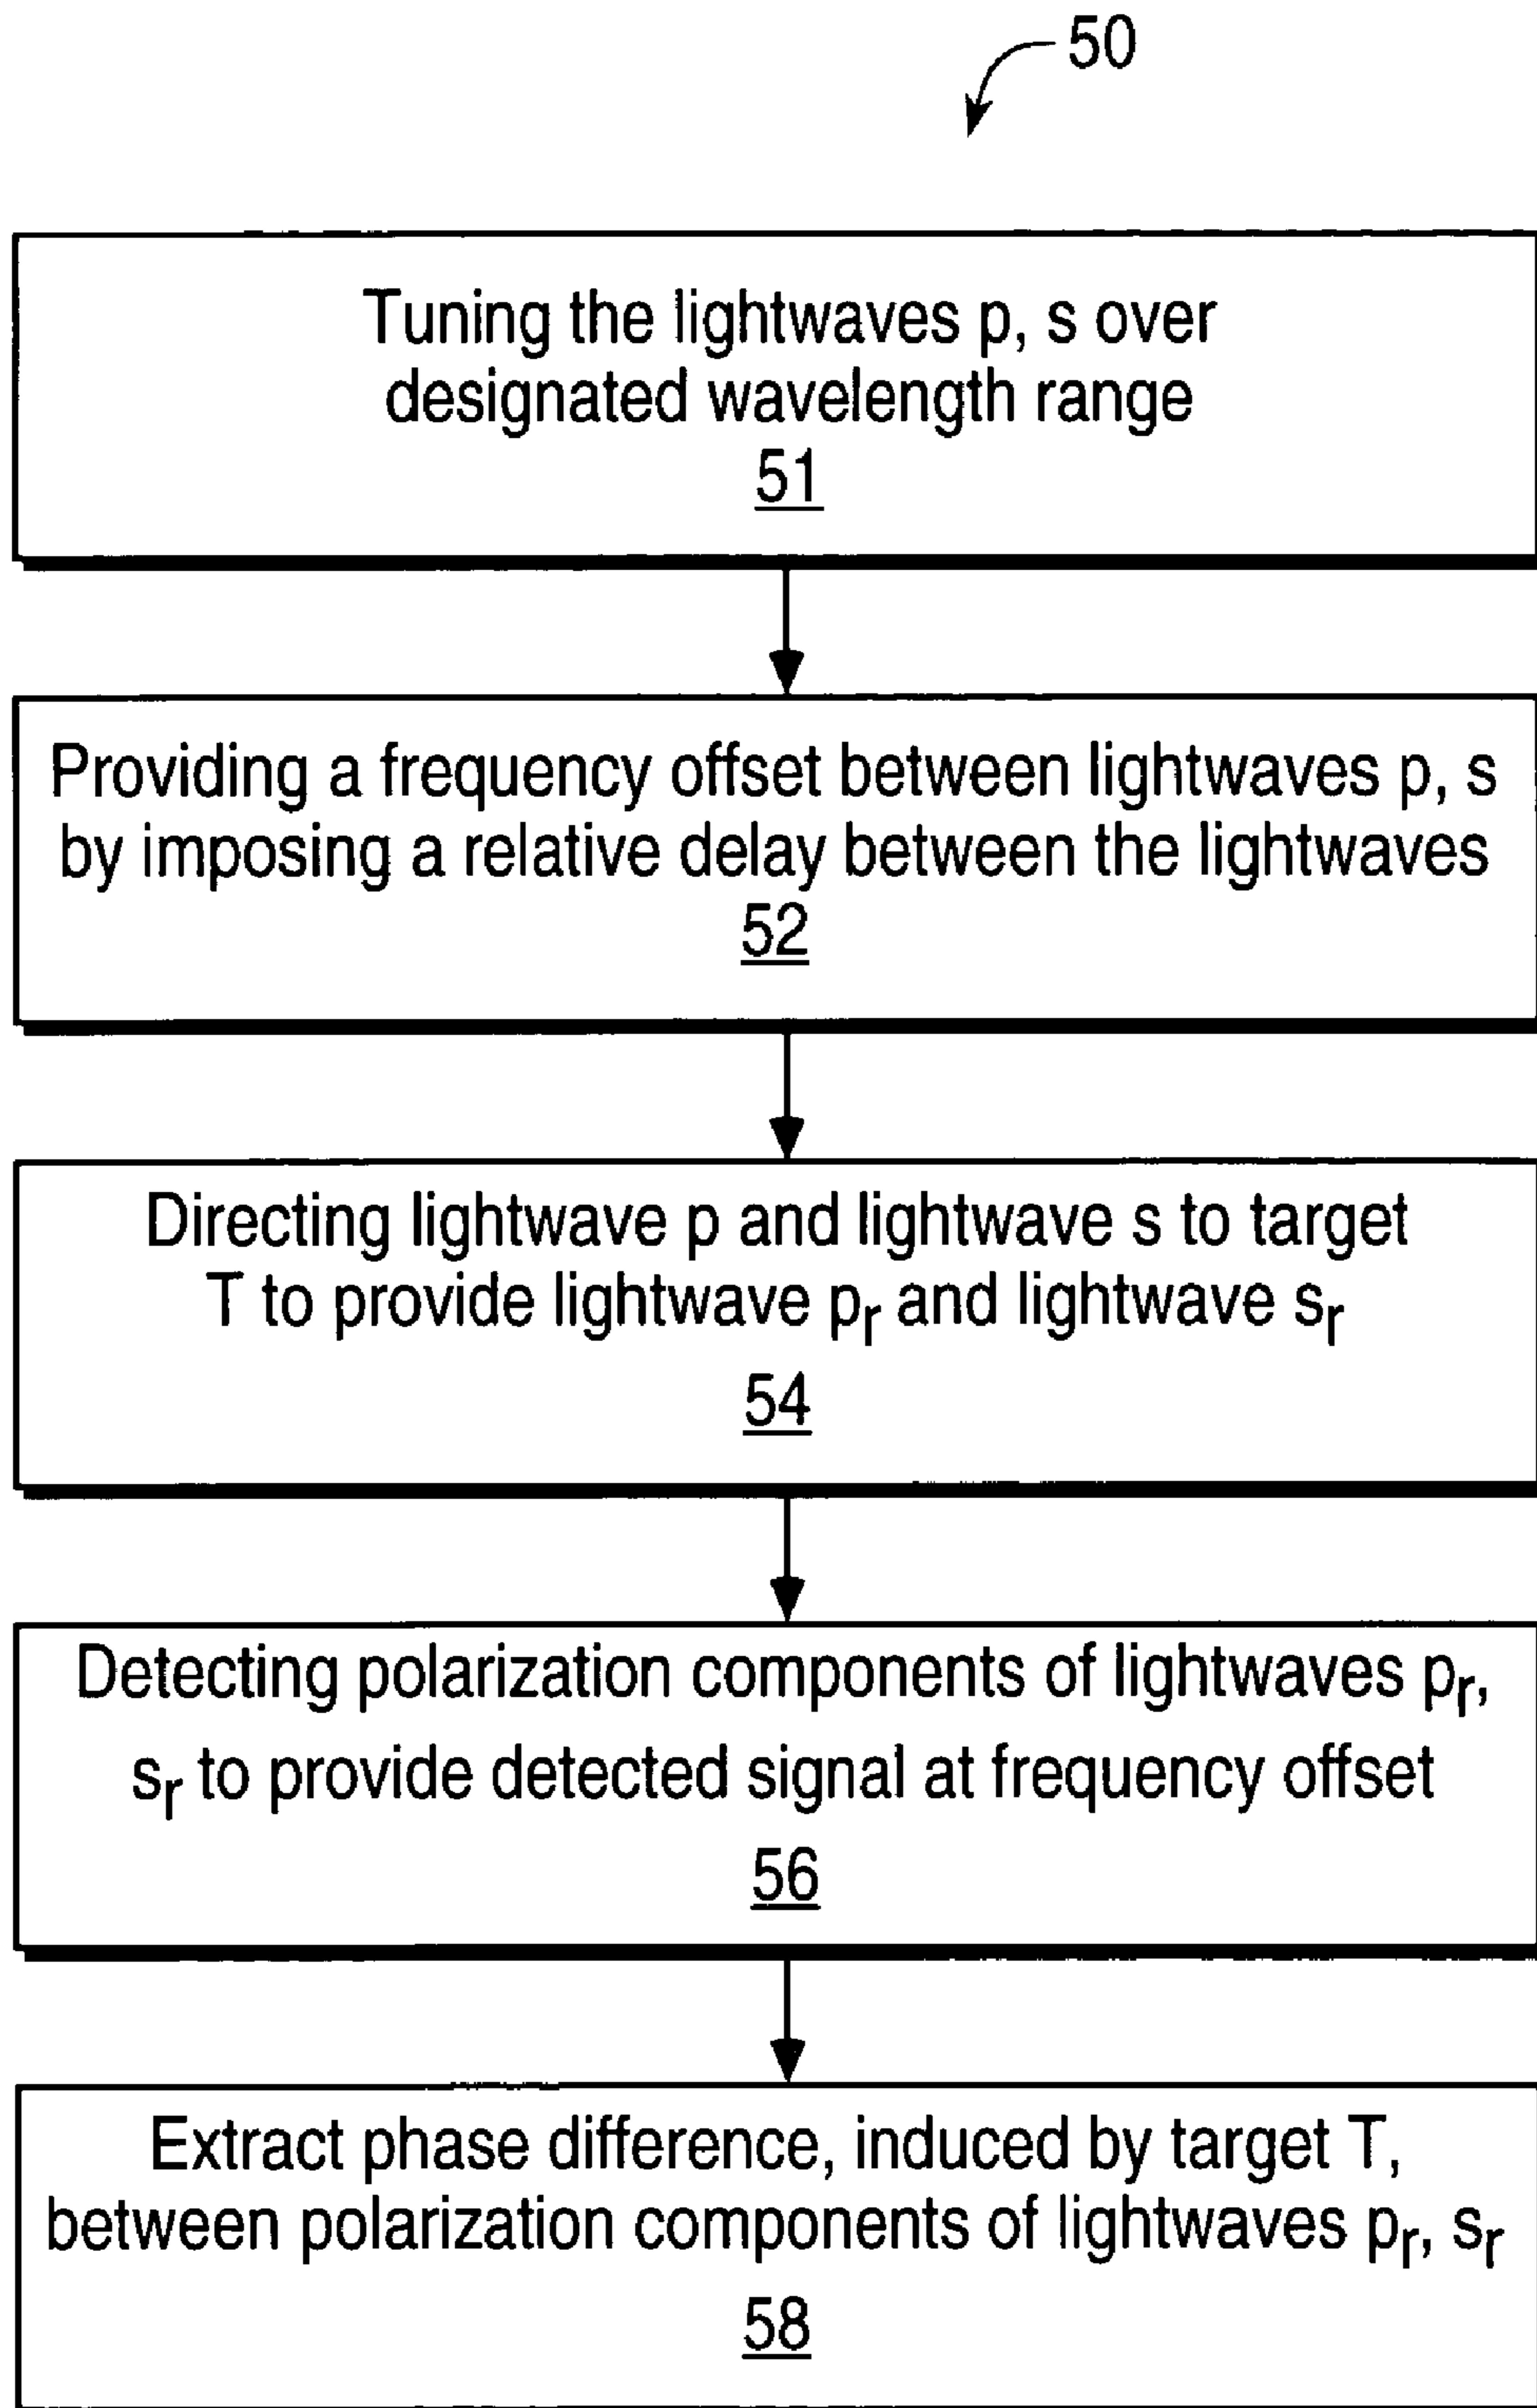 50
Tuning the lightwaves p, s over
designated wavelength range
51
Providing a frequency offset between lightwaves p, s
by imposing a relative delay between the lightwaves
52
Directing lightwave p and lightwave s to target
T to provide lightwave pr and lightwave sr
54
Detecting polarization components of lightwaves pr,
sr to provide detected signal at frequency offset
56
Extract phase difference, induced by target T,
between polarization components of lightwaves pr, sr
58